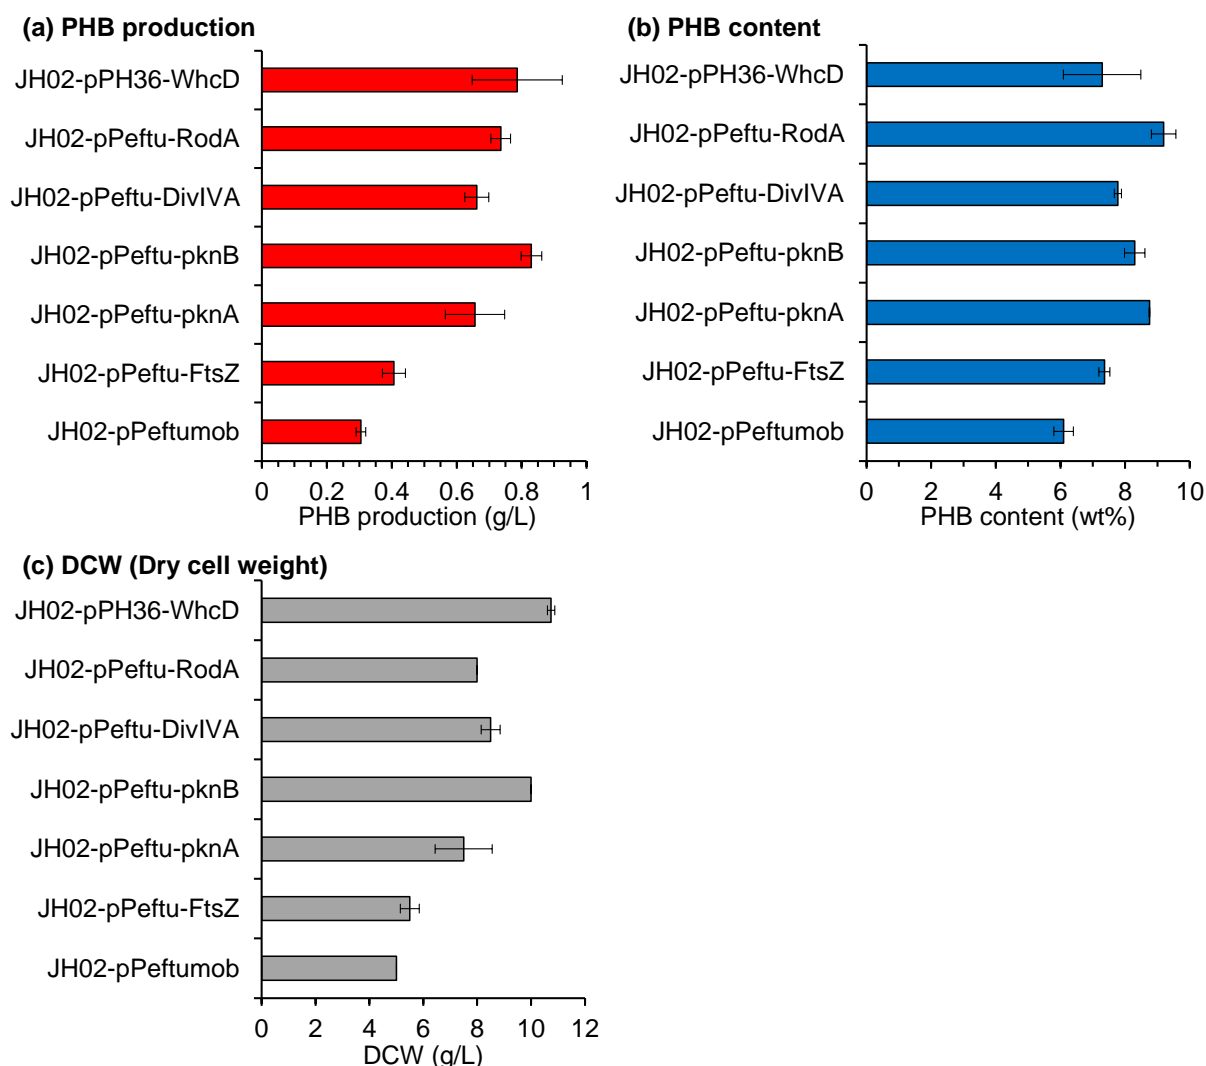 (a) PHB production
JH02-pPH36-WhcD
JH02-pPeftu-RodA
JH02-pPeftu-DivIVA
JH02-pPeftu-pknB
JH02-pPeftu-pknA
JH02-pPeftu-FtsZ
JH02-pPeftumob
0 0.2 0.4 0.6 0.8 1
PHB production (g/L)
(b) PHB content
JH02-pPH36-WhcD
JH02-pPeftu-RodA
JH02-pPeftu-DivIVA
JH02-pPeftu-pknB
JH02-pPeftu-pknA
JH02-pPeftu-FtsZ
JH02-pPeftumob
0 2 4 6 8 10
PHB content (wt%)
(c) DCW (Dry cell weight)
JH02-pPH36-WhcD
JH02-pPeftu-RodA
JH02-pPeftu-DivIVA
JH02-pPeftu-pknB
JH02-pPeftu-pknA
JH02-pPeftu-FtsZ
JH02-pPeftumob
0 2 4 6 8 10 12
DCW (g/L)